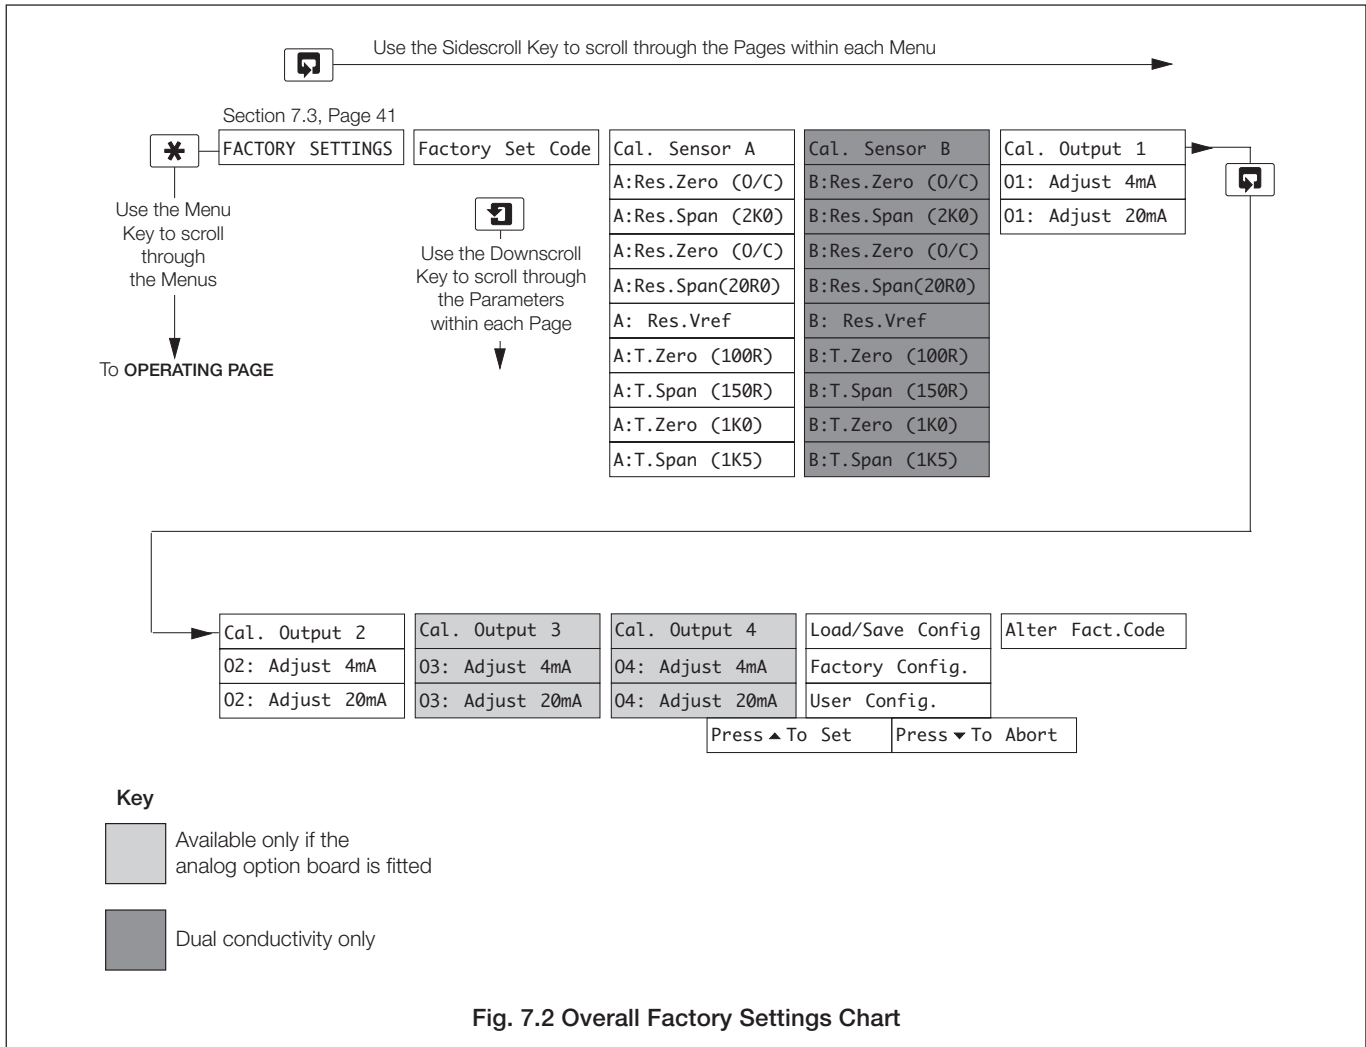 Use the Sidescroll Key to scroll through the Pages within each Menu
Section 7.3, Page 41
FACTORY SETTINGS
Factory Set Code
Cal. Sensor A
Cal. Sensor B
Cal. Output 1
A:Res.Zero (O/C)
B:Res.Zero (O/C)
O1: Adjust 4mA
A:Res.Span (2K0)
B:Res.Span (2K0)
O1: Adjust 20mA
A:Res.Zero (O/C)
B:Res.Zero (O/C)
A:Res.Span(20R0)
B:Res.Span(20R0)
A: Res.Vref
B: Res.Vref
A:T.Zero (100R)
B:T.Zero (100R)
A:T.Span (150R)
B:T.Span (150R)
A:T.Zero (1K0)
B:T.Zero (1K0)
A:T.Span (1K5)
B:T.Span (1K5)
Use the Menu
Key to scroll
through
the Menus
To OPERATING PAGE
Use the Downscroll
Key to scroll through
the Parameters
within each Page
Cal. Output 2
Cal. Output 3
Cal. Output 4
Load/Save Config
Alter Fact.Code
O2: Adjust 4mA
O3: Adjust 4mA
O4: Adjust 4mA
Factory Config.
O2: Adjust 20mA
O3: Adjust 20mA
O4: Adjust 20mA
User Config.
Press ▲ To Set
Press ▼ To Abort
Key
Available only if the
analog option board is fitted
Dual conductivity only
Fig. 7.2 Overall Factory Settings Chart